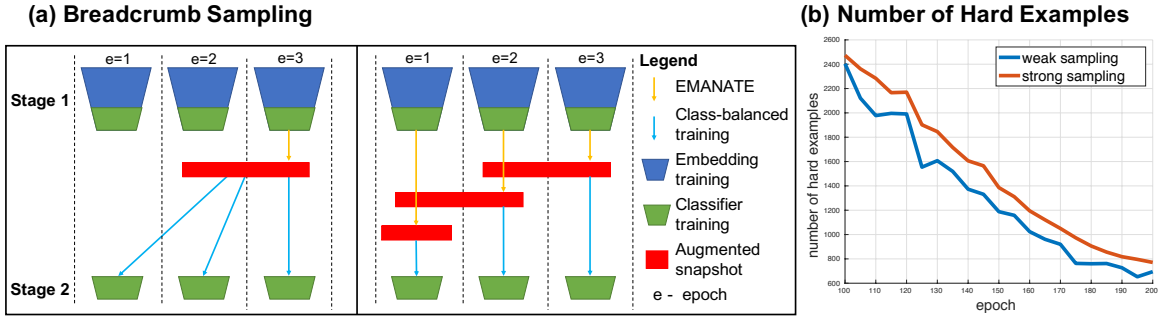 (a) Breadcrumb Sampling
(b) Number of Hard Examples
e=1
e=2
e=3
e=1
e=2
e=3
Stage 1
Stage 2
Legend
EMANATE
Class-balanced
training
Embedding
training
Classifier
training
Augmented
snapshot
e - epoch
weak sampling
strong sampling
number of hard examples
2600
2400
2200
2000
1800
1600
1400
1200
1000
800
600
100
110
120
130
140
150
160
170
180
190
200
epoch